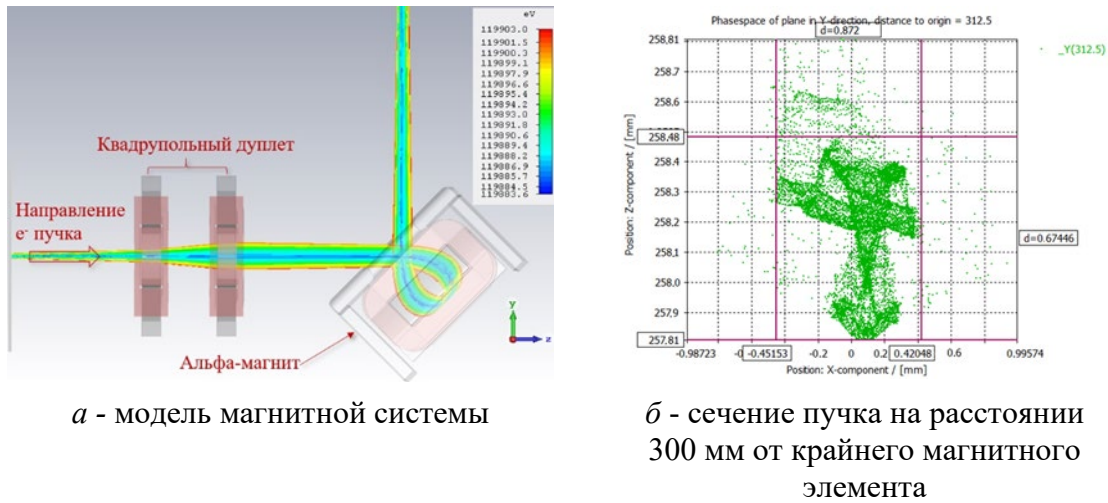 eV
119903.0
119901.5
119900.3
119899.1
119897.9
119896.6
119895.4
119894.2
119893.0
119891.8
119890.6
119889.4
119888.2
119886.9
119885.7
119884.5
119883.6
Квадрупольный дуплет
Направление
e- пучка
Альфа-магнит
y
z
а - модель магнитной системы
Phasespace of plane in Y-direction, distance to origin = 312.5
d=0.872
_Y(312.5)
258.81
258.7
258.6
258.48
258.4
258.3
258.2
258.1
258.0
257.9
257.81
Position: Z-component / [mm]
d=0.67446
-0.98723
-0.45153
-0.2
0
0.2
0.42048
0.6
0.99574
Position: X-component / [mm]
б - сечение пучка на расстоянии
300 мм от крайнего магнитного
элемента